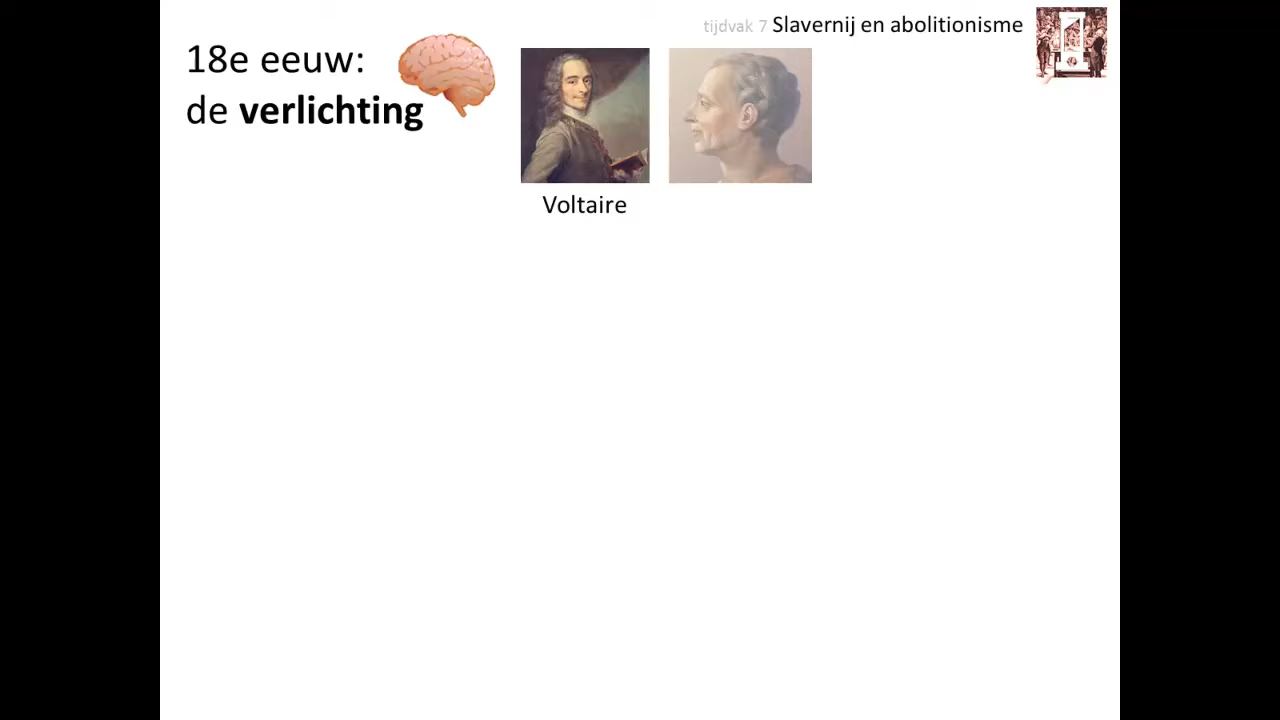 tijdvak 7 Slavernij en abolitionisme
18e eeuw:
de verlichting
Voltaire